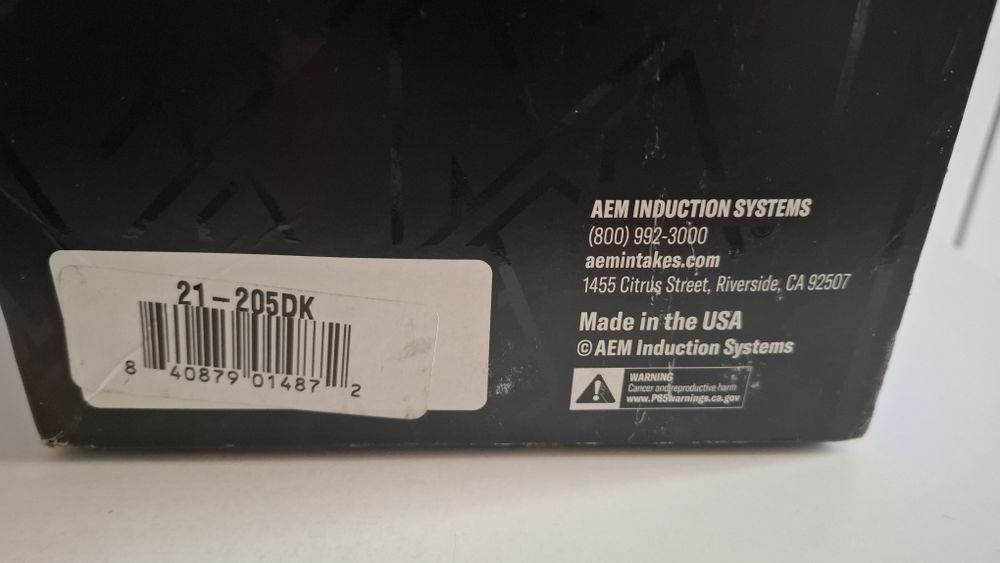 21-205DK
8 40879 01487 2
AEM INDUCTION SYSTEMS
(800) 992-3000
aemintakes.com
1455 Citrus Street, Riverside, CA 92507
Made in the USA
© AEM Induction Systems
WARNING
Cancer and reproductive harm
www.P65warnings.ca.gov